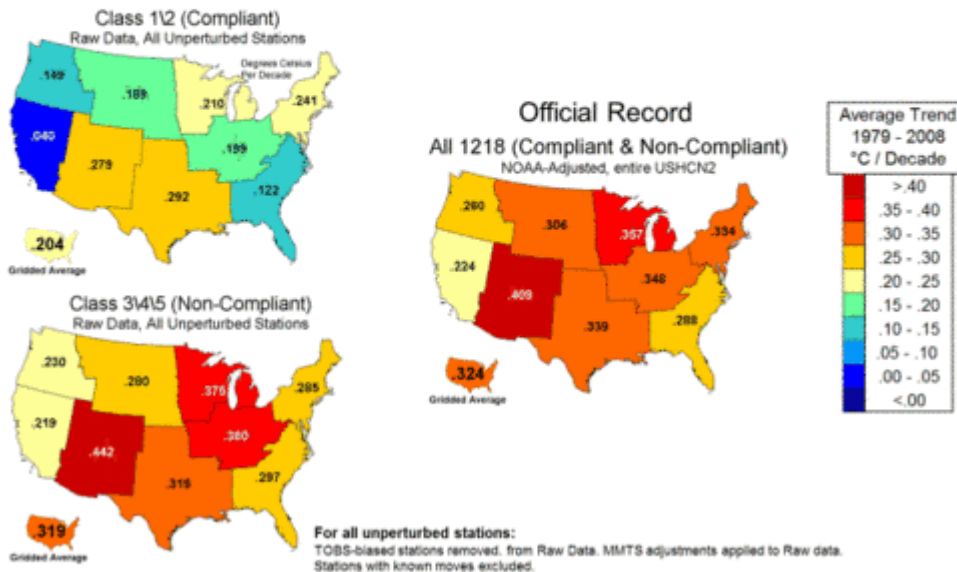 Class 1\2 (Compliant)
Raw Data, All Unperturbed Stations
Degrees Celsius
Per Decade
.149
.189
.210
.241
.040
.279
.199
.292
.122
.204
Gridded Average
Class 3\4\5 (Non-Compliant)
Raw Data, All Unperturbed Stations
.230
.280
.375
.285
.219
.442
.380
.319
.297
.319
Gridded Average
Official Record
All 1218 (Compliant & Non-Compliant)
NOAA-Adjusted, entire USHCN2
.260
.306
.357
.334
.224
.409
.348
.339
.288
.324
Gridded Average
Average Trend
1979 - 2008
°C / Decade
>.40
.35 - .40
.30 - .35
.25 - .30
.20 - .25
.15 - .20
.10 - .15
.05 - .10
.00 - .05
<.00
For all unperturbed stations:
TOBS-biased stations removed. from Raw Data. MMTS adjustments applied to Raw data.
Stations with known moves excluded.